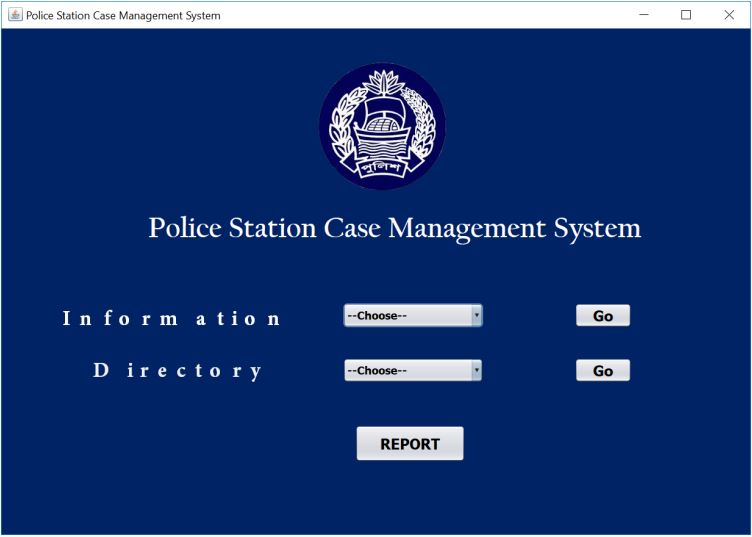 Police Station Case Management System
পুলিশ
Police Station Case Management System
Information --Choose-- Go
Directory --Choose-- Go
REPORT